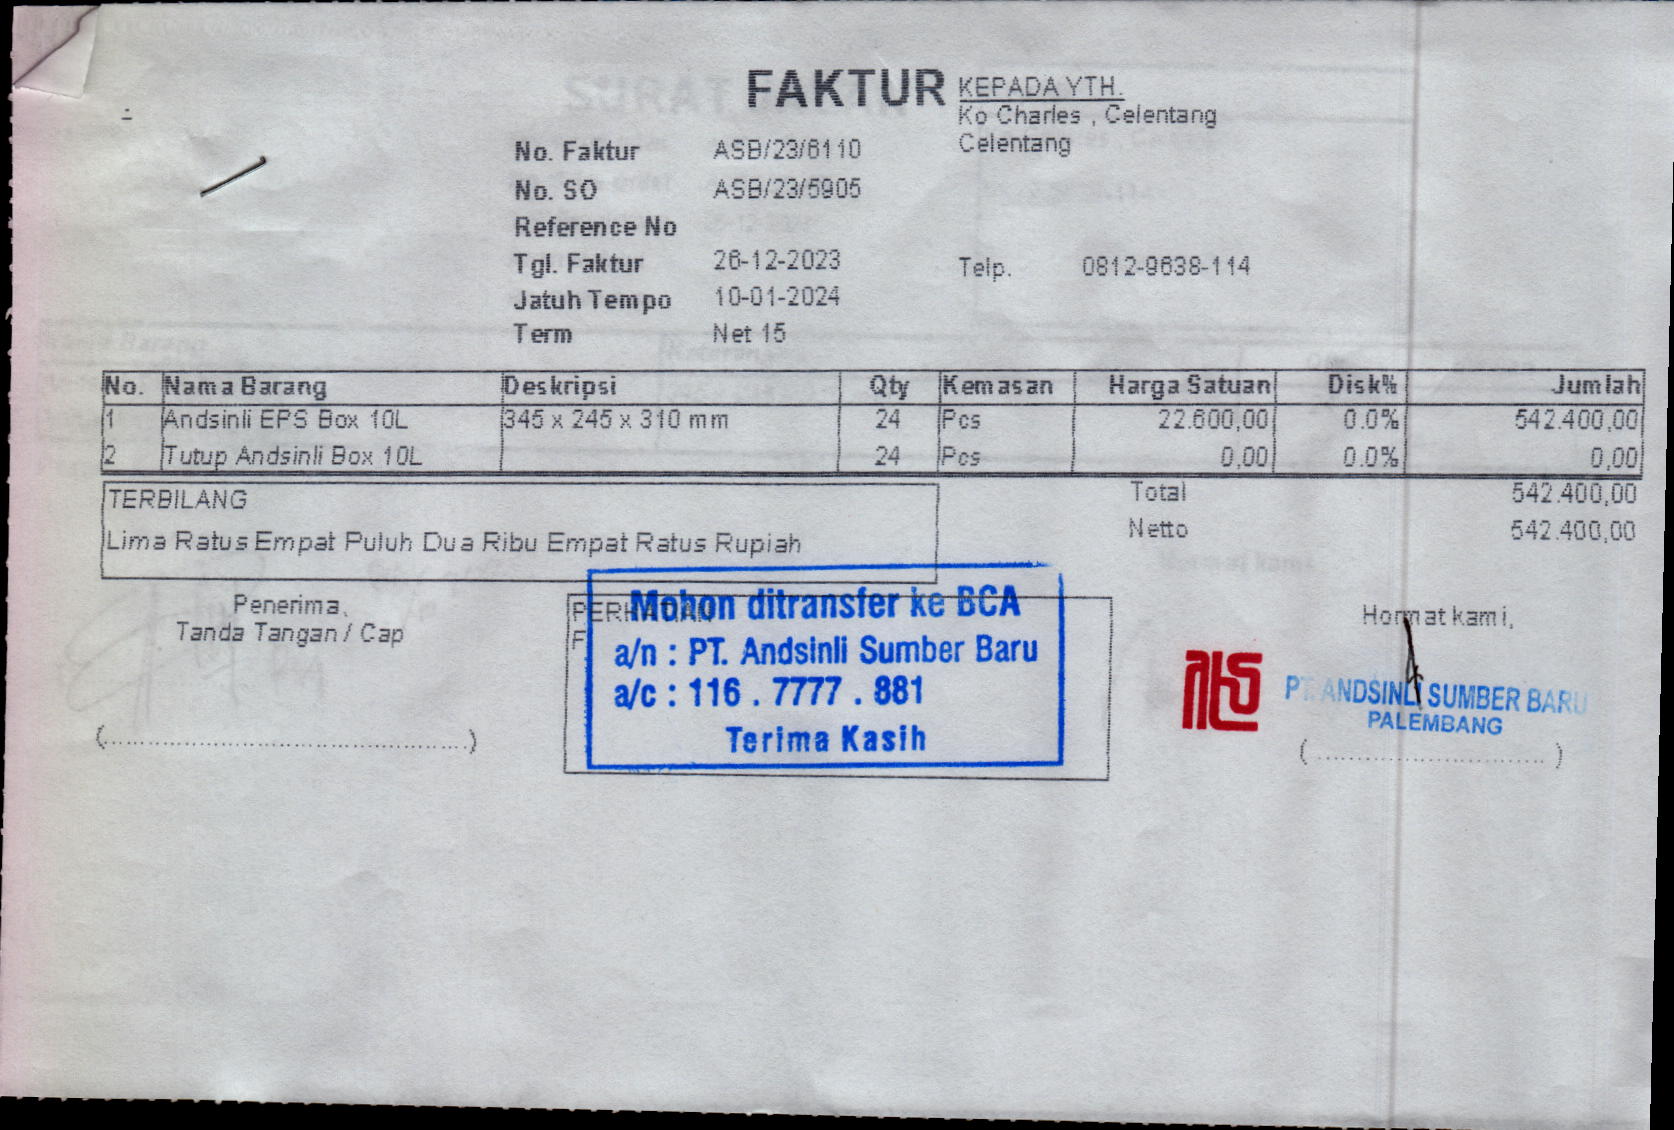 FAKTUR
KEPADA YTH.
Ko Charles , Celentang
Celentang
No. Faktur ASB/23/6110
No. SO ASB/23/5905
Reference No
Tgl. Faktur 26-12-2023
Telp. 0812-9638-114
Jatuh Tempo 10-01-2024
Term Net 15
No. Nama Barang Deskripsi Qty Kemasan Harga Satuan Disk% Jumlah
1 Andsinli EPS Box 10L 345 x 245 x 310 mm 24 Pcs 22.600,00 0.0% 542.400,00
2 Tutup Andsinli Box 10L 24 Pcs 0,00 0.0% 0,00
TERBILANG
Lima Ratus Empat Puluh Dua Ribu Empat Ratus Rupiah
Total 542.400,00
Netto 542.400,00
Penerima,
Tanda Tangan / Cap
(.......................................................)
PERHATIAN
Mohon ditransfer ke BCA
a/n : PT. Andsinli Sumber Baru
a/c : 116 . 7777 . 881
Terima Kasih
Hormat kami,
PT. ANDSINLI SUMBER BARU
PALEMBANG
(..................................)